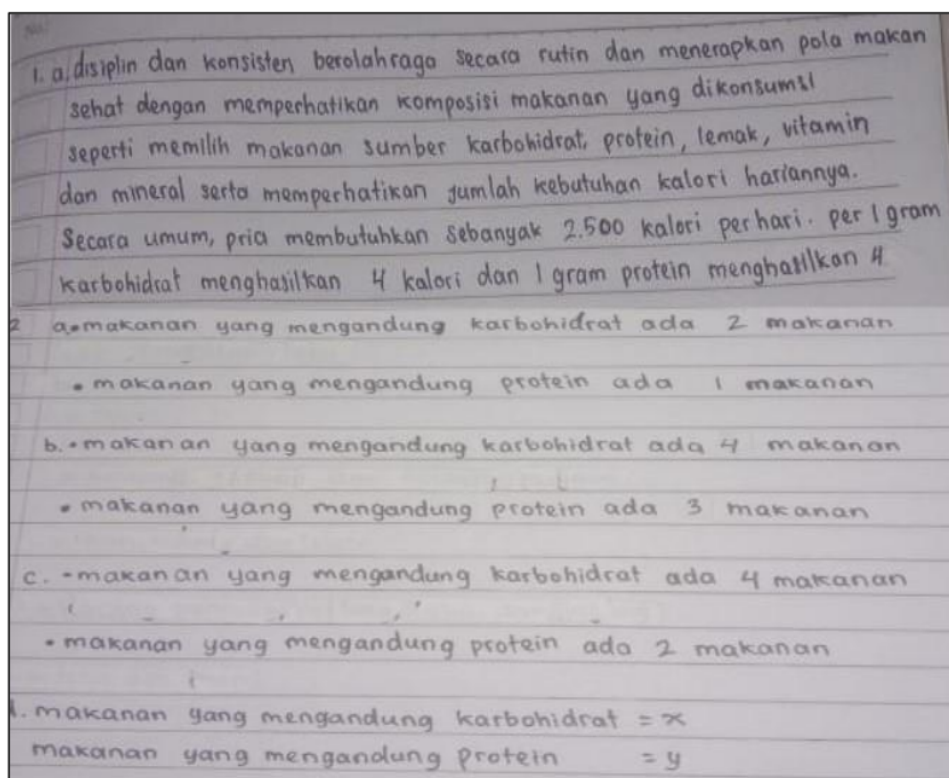 1. a. disiplin dan konsisten berolahraga secara rutin dan menerapkan pola makan
sehat dengan memperhatikan komposisi makanan yang dikonsumsi
seperti memilih makanan sumber karbohidrat, protein, lemak, vitamin
dan mineral serta memperhatikan jumlah kebutuhan kalori hariannya.
Secara umum, pria membutuhkan sebanyak 2.500 kalori perhari. per 1 gram
karbohidrat menghasilkan 4 kalori dan 1 gram protein menghasilkan 4
2 a. • makanan yang mengandung karbohidrat ada 2 makanan
• makanan yang mengandung protein ada 1 makanan
b. • makanan yang mengandung karbohidrat ada 4 makanan
• makanan yang mengandung protein ada 3 makanan
c. - makanan yang mengandung karbohidrat ada 4 makanan
• makanan yang mengandung protein ada 2 makanan
makanan yang mengandung karbohidrat = x
makanan yang mengandung protein = y